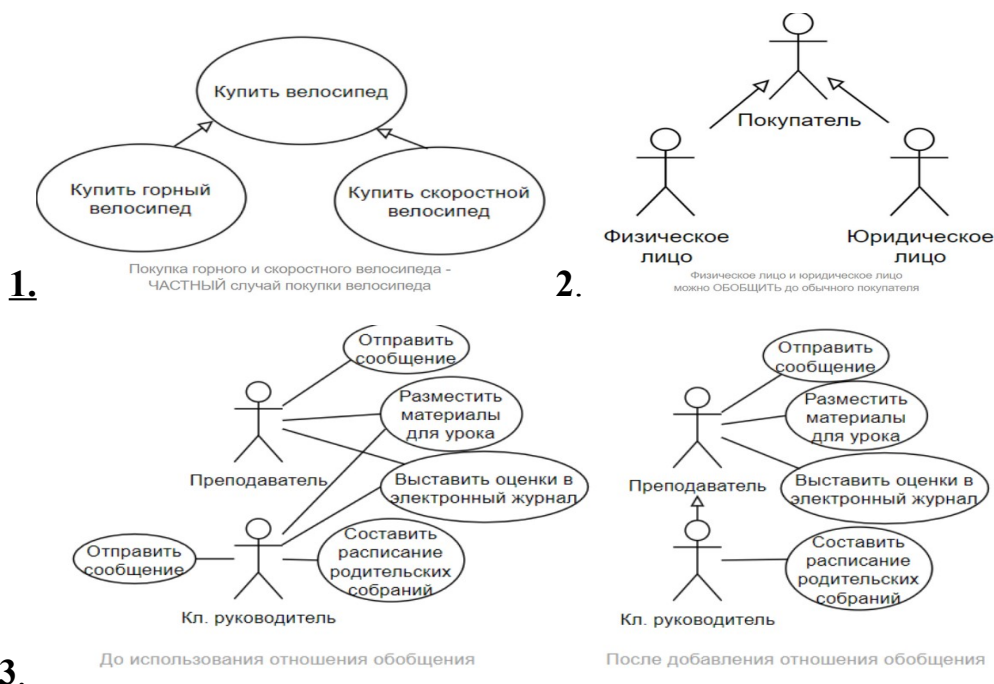 Купить велосипед
Купить горный
велосипед
Купить скоростной
велосипед
Покупка горного и скоростного велосипеда -
ЧАСТНЫЙ случай покупки велосипеда
1.
Покупатель
Физическое
лицо
Юридическое
лицо
Физическое лицо и юридическое лицо
можно ОБОБЩИТЬ до обычного покупателя
2.
Отправить
сообщение
Разместить
материалы
для урока
Преподаватель
Выставить оценки в
электронный журнал
Отправить
сообщение
Составить
расписание
родительских
собраний
Кл. руководитель
До использования отношения обобщения
Отправить
сообщение
Разместить
материалы
для урока
Преподаватель
Выставить оценки в
электронный журнал
Составить
расписание
родительских
собраний
Кл. руководитель
После добавления отношения обобщения
3.